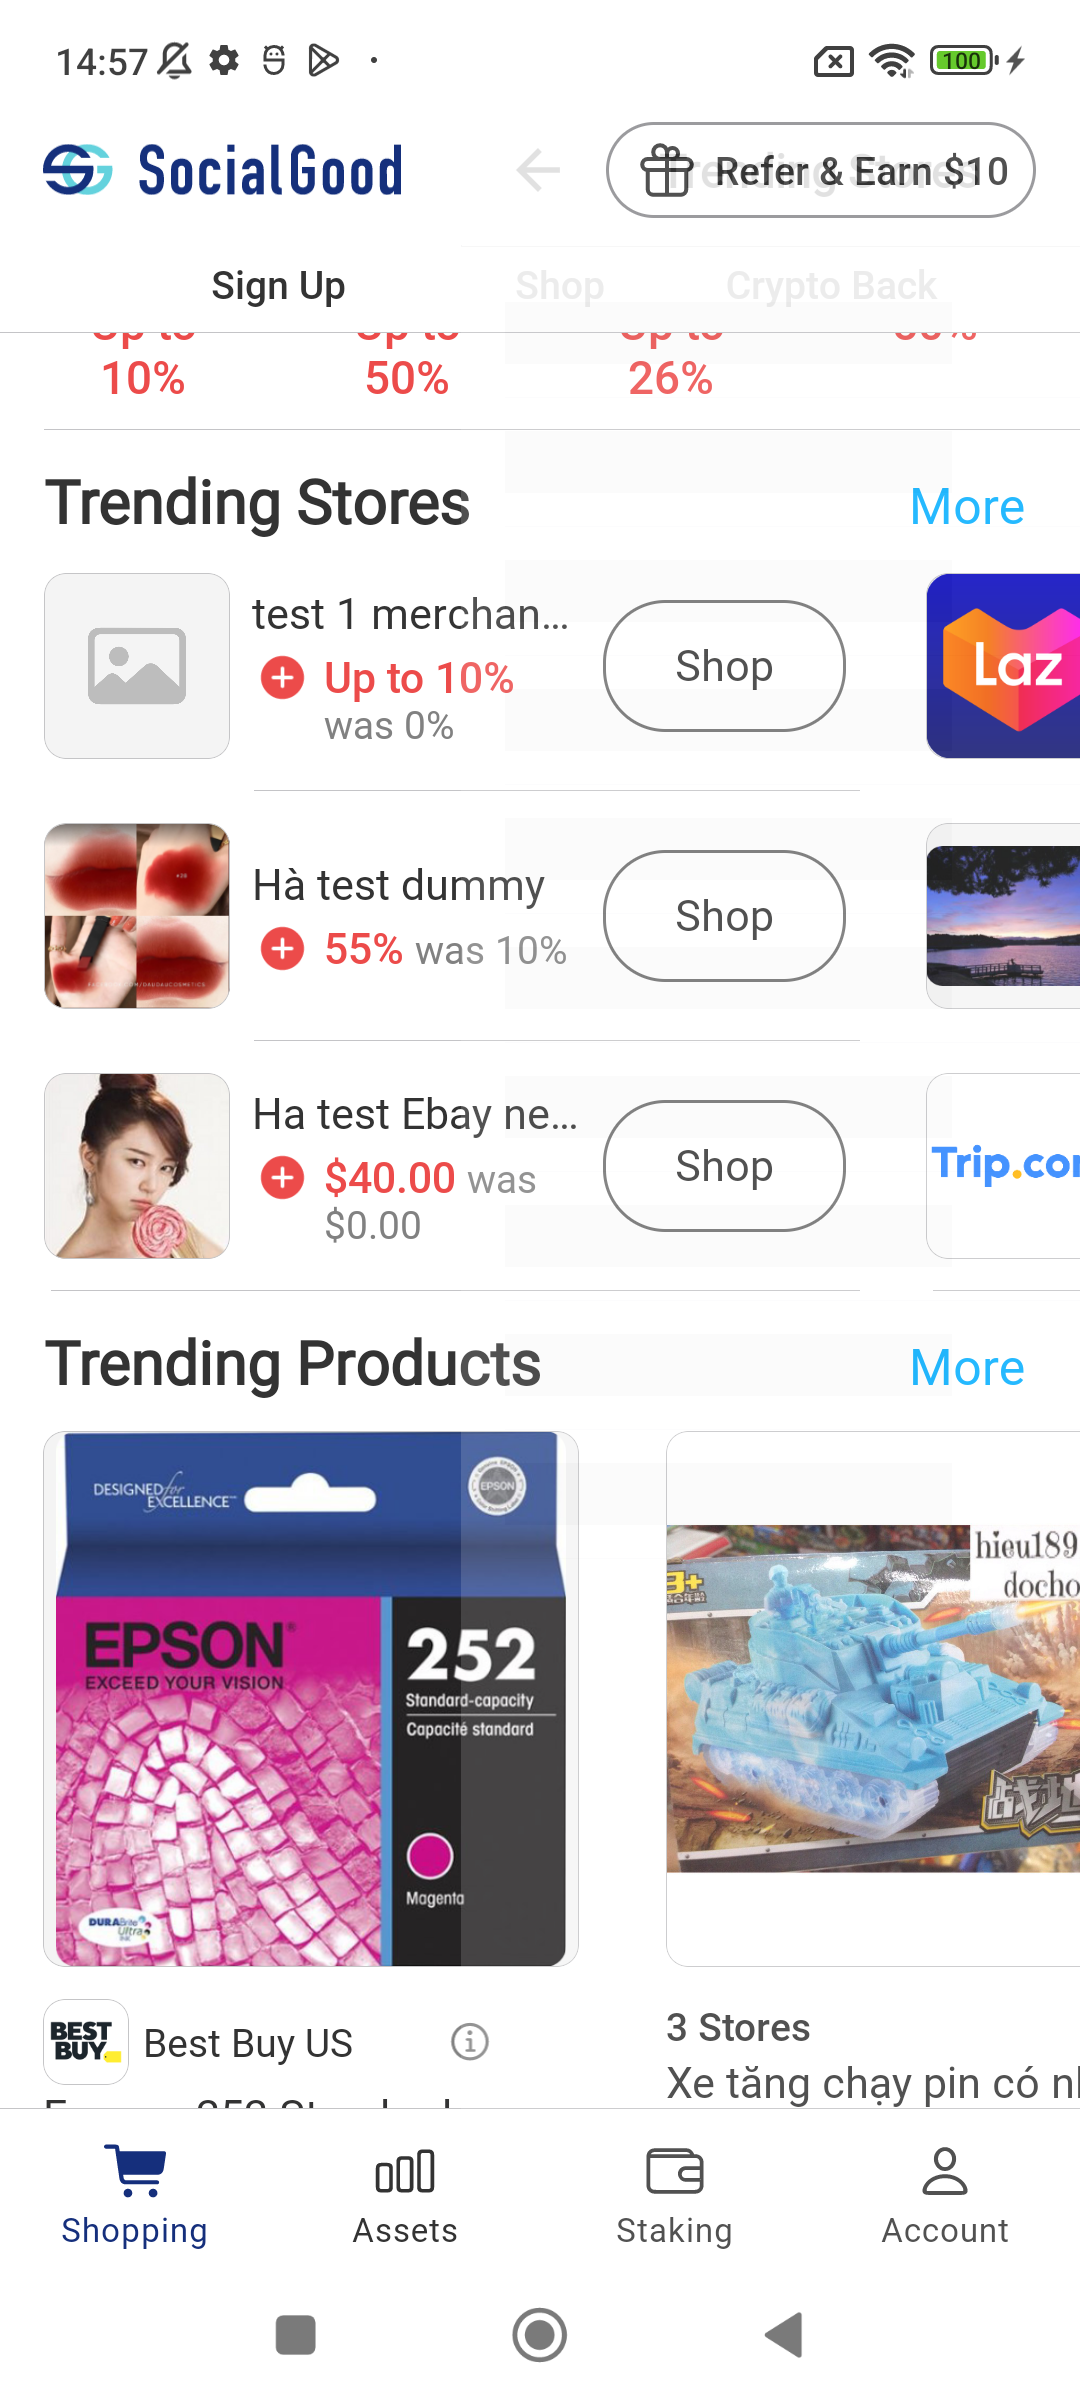 14:57
100
SocialGood
Refer & Earn $10
Trending Stores
Sign Up
Shop
Crypto Back
Up to
10%
Up to
50%
Up to
26%
Trending Stores
More
test 1 merchan...
Up to 10%
was 0%
Shop
Laz
Hà test dummy
55% was 10%
Shop
Ha test Ebay ne...
$40.00 was
$0.00
Shop
Trip.com
Trending Products
More
DESIGNED for
EXCELLENCE
EPSON
EPSON
EXCEED YOUR VISION
252
Standard-capacity
Capacité standard
Magenta
DURABrite
Ultra
hieu189
docho
3+
战地
BEST
BUY
Best Buy US
3 Stores
Xe tăng chạy pin có
Shopping
Assets
Staking
Account